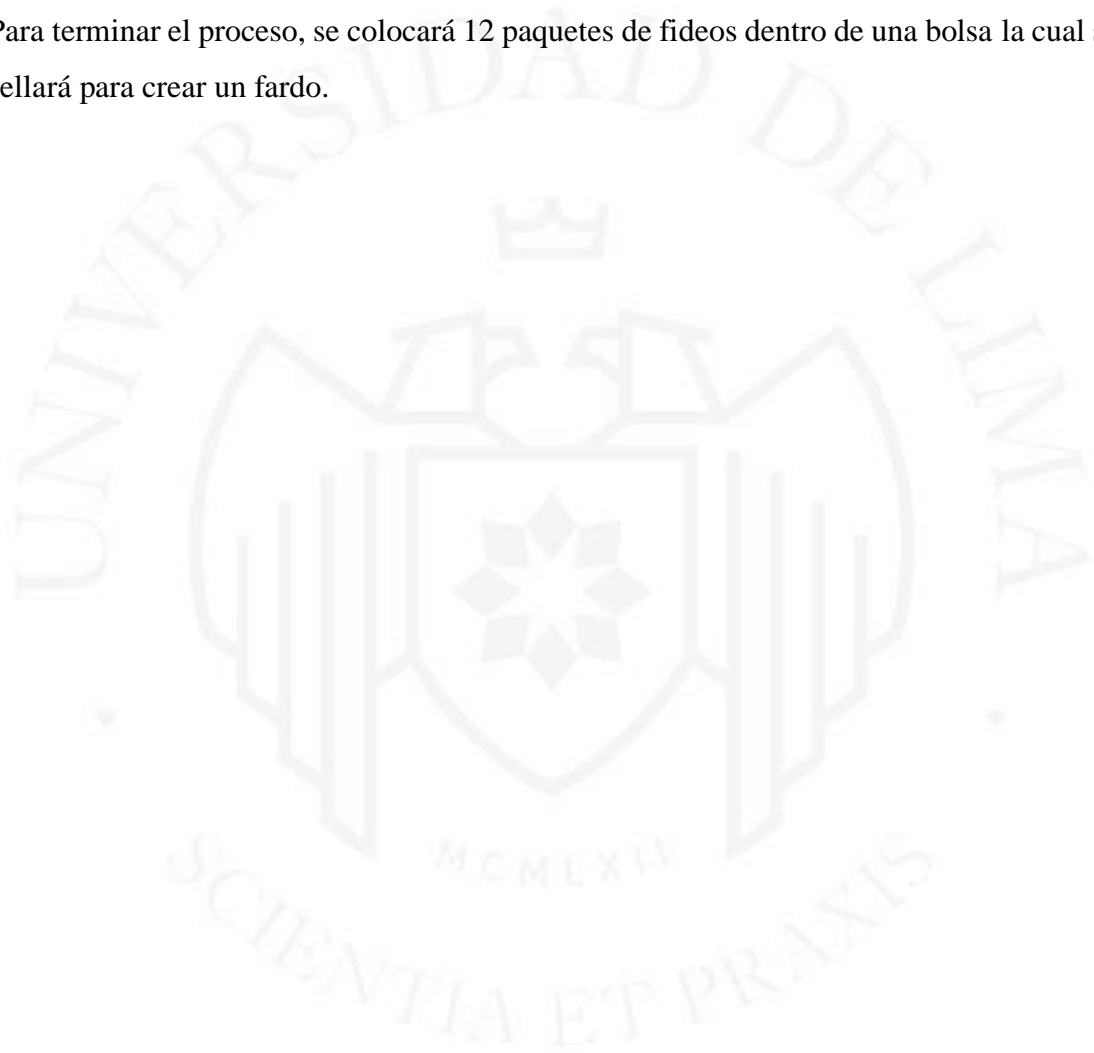 Para terminar el proceso, se colocará 12 paquetes de fideos dentro de una bolsa la cual
ellará para crear un fardo.
UNIVERSIDAD DE LIMA
MCMLXII
SCIENTIA ET PRAXIS